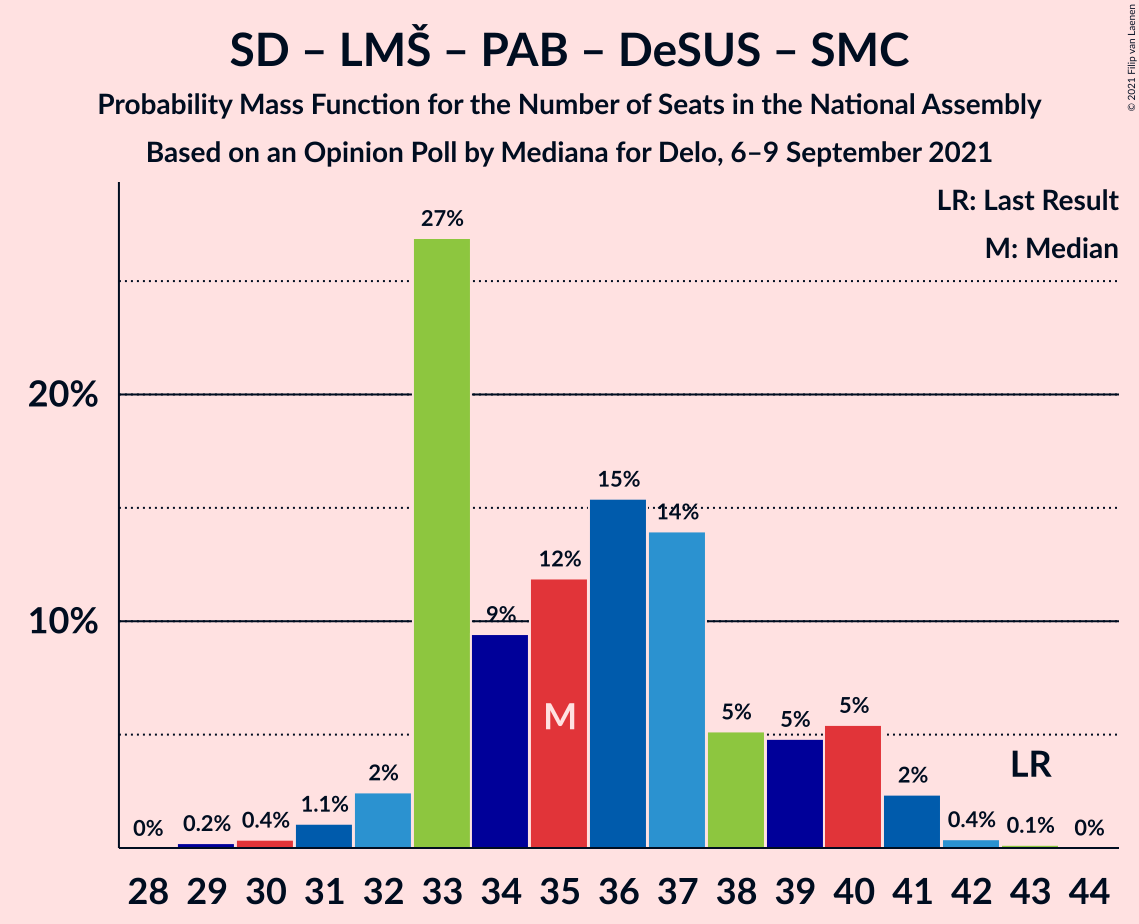 SD – LMŠ – PAB – DeSUS – SMC
Probability Mass Function for the Number of Seats in the National Assembly
Based on an Opinion Poll by Mediana for Delo, 6–9 September 2021
© 2021 Filip van Laenen
LR: Last Result
M: Median
20%
10%
0%
0.2%
0.4%
1.1%
2%
27%
9%
12%
15%
14%
5%
5%
5%
2%
0.4%
0.1%
0%
M
LR
28 29 30 31 32 33 34 35 36 37 38 39 40 41 42 43 44